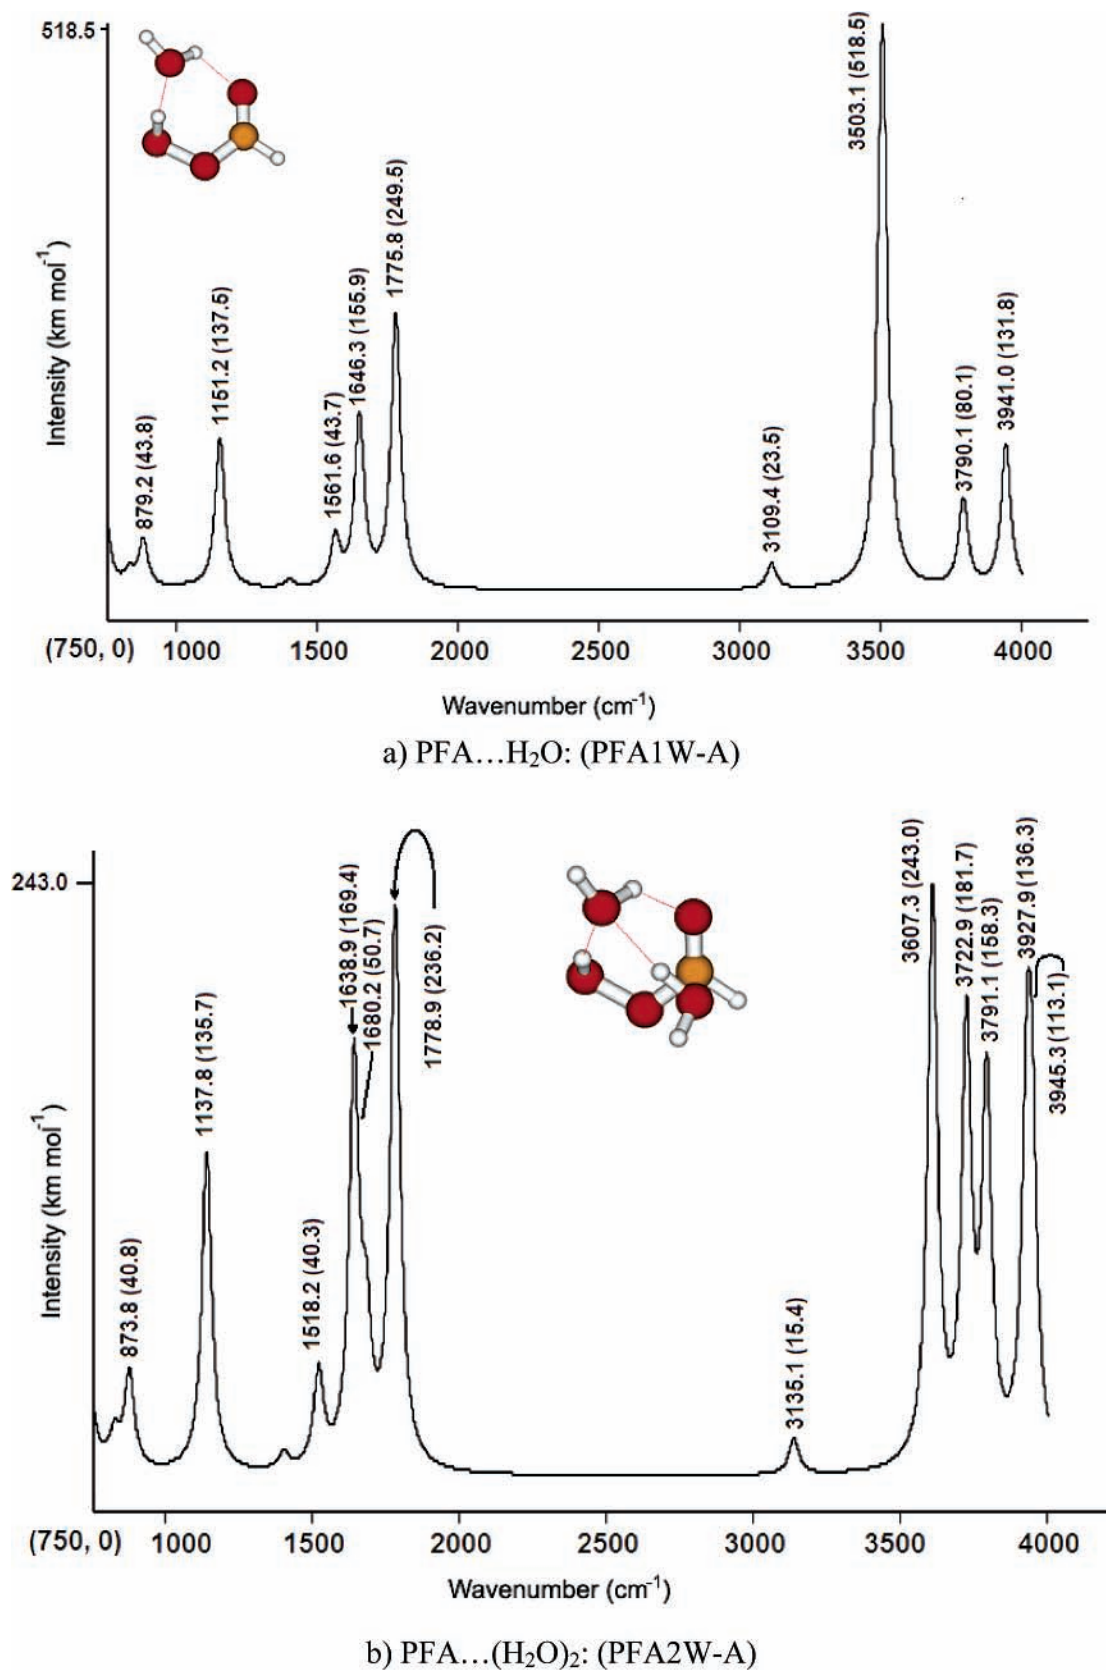 518.5
3503.1 (518.5)
1775.8 (249.5)
1646.3 (155.9)
1151.2 (137.5)
3941.0 (131.8)
3790.1 (80.1)
1561.6 (43.7)
879.2 (43.8)
3109.4 (23.5)
Intensity (km mol⁻¹)
(750, 0) 1000 1500 2000 2500 3000 3500 4000
Wavenumber (cm⁻¹)
a) PFA…H₂O: (PFA1W-A)
243.0
3607.3 (243.0)
3722.9 (181.7)
3791.1 (158.3)
3927.9 (136.3)
3945.3 (113.1)
1638.9 (169.4)
1680.2 (50.7)
1778.9 (236.2)
1137.8 (135.7)
873.8 (40.8)
1518.2 (40.3)
3135.1 (15.4)
Intensity (km mol⁻¹)
(750, 0) 1000 1500 2000 2500 3000 3500 4000
Wavenumber (cm⁻¹)
b) PFA…(H₂O)₂: (PFA2W-A)